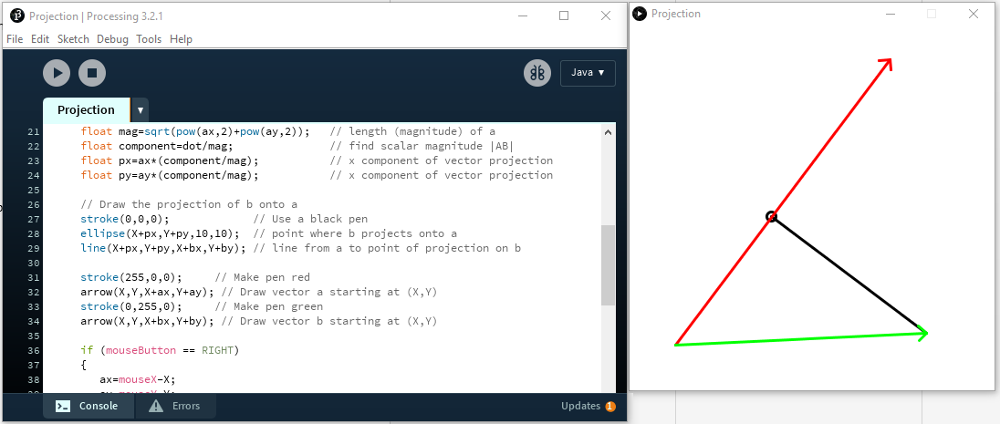 Projection | Processing 3.2.1
File Edit Sketch Debug Tools Help
Java ▼
Projection ▼
21 float mag=sqrt(pow(ax,2)+pow(ay,2)); // length (magnitude) of a
22 float component=dot/mag; // find scalar magnitude |AB|
23 float px=ax*(component/mag); // x component of vector projection
24 float py=ay*(component/mag); // x component of vector projection
25
26 // Draw the projection of b onto a
27 stroke(0,0,0); // Use a black pen
28 ellipse(X+px,Y+py,10,10); // point where b projects onto a
29 line(X+px,Y+py,X+bx,Y+by); // line from a to point of projection on b
30
31 stroke(255,0,0); // Make pen red
32 arrow(X,Y,X+ax,Y+ay); // Draw vector a starting at (X,Y)
33 stroke(0,255,0); // Make pen green
34 arrow(X,Y,X+bx,Y+by); // Draw vector b starting at (X,Y)
35
36 if (mouseButton == RIGHT)
37 {
38 ax=mouseX-X;
Console Errors Updates 1
Projection